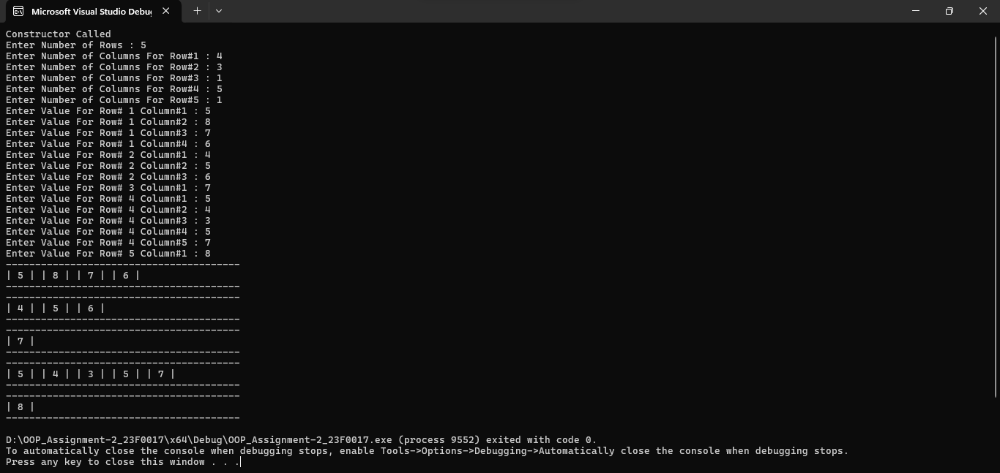 Microsoft Visual Studio Debu
Constructor Called
Enter Number of Rows : 5
Enter Number of Columns For Row#1 : 4
Enter Number of Columns For Row#2 : 3
Enter Number of Columns For Row#3 : 1
Enter Number of Columns For Row#4 : 5
Enter Number of Columns For Row#5 : 1
Enter Value For Row# 1 Column#1 : 5
Enter Value For Row# 1 Column#2 : 8
Enter Value For Row# 1 Column#3 : 7
Enter Value For Row# 1 Column#4 : 6
Enter Value For Row# 2 Column#1 : 4
Enter Value For Row# 2 Column#2 : 5
Enter Value For Row# 2 Column#3 : 6
Enter Value For Row# 3 Column#1 : 7
Enter Value For Row# 4 Column#1 : 5
Enter Value For Row# 4 Column#2 : 4
Enter Value For Row# 4 Column#3 : 3
Enter Value For Row# 4 Column#4 : 5
Enter Value For Row# 4 Column#5 : 7
Enter Value For Row# 5 Column#1 : 8
----------------------------------------
| 5 | | 8 | | 7 | | 6 |
----------------------------------------
----------------------------------------
| 4 | | 5 | | 6 |
----------------------------------------
----------------------------------------
| 7 |
----------------------------------------
----------------------------------------
| 5 | | 4 | | 3 | | 5 | | 7 |
----------------------------------------
----------------------------------------
| 8 |
----------------------------------------
D:\OOP_Assignment-2_23F0017\x64\Debug\OOP_Assignment-2_23F0017.exe (process 9552) exited with code 0.
To automatically close the console when debugging stops, enable Tools->Options->Debugging->Automatically close the console when debugging stops.
Press any key to close this window . . .